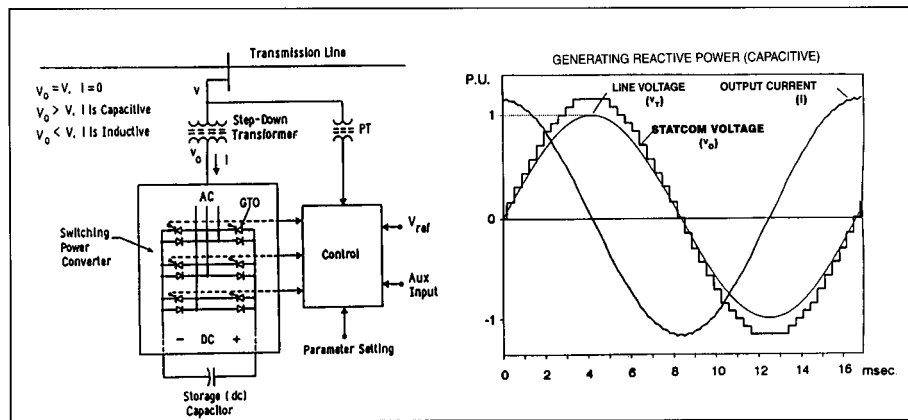 Transmission Line
V
V₀ = V, I = 0
V₀ > V, I Is Capacitive
V₀ < V, I Is Inductive
Step-Down
Transformer
PT
V₀
I
AC
GTO
Switching
Power
Converter
Control
V ref
Aux
Input
- DC +
Parameter Setting
Storage (dc)
Capacitor
GENERATING REACTIVE POWER (CAPACITIVE)
P.U.
LINE VOLTAGE
(v_T)
OUTPUT CURRENT
(i)
STATCOM VOLTAGE
(v₀)
1
0
-1
0 2 4 6 8 10 12 14 16 msec.